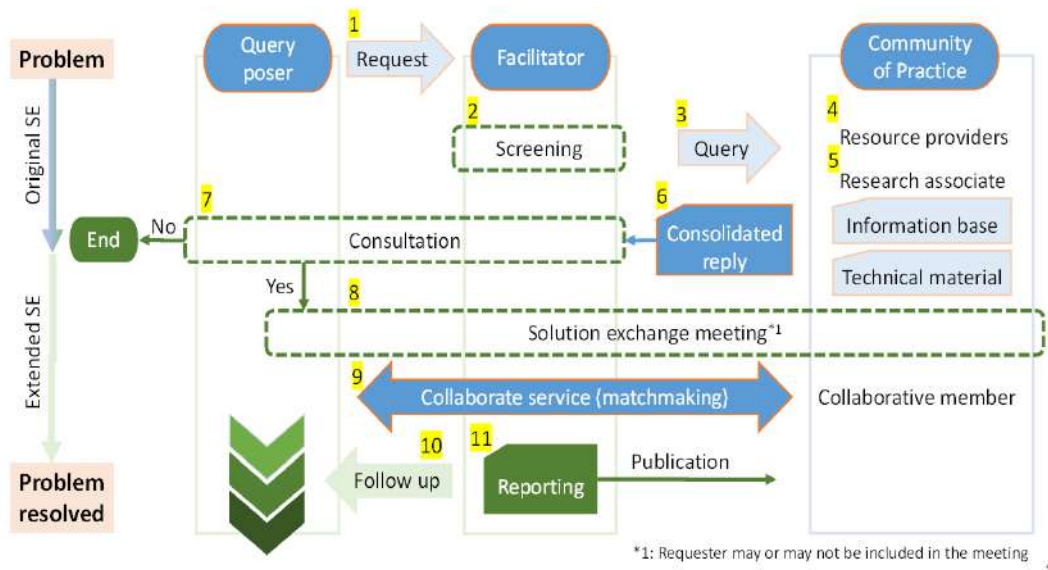 1
Problem
Query
poser
Request
Facilitator
Community
of Practice
Original SE
2
Screening
3
Query
4
Resource providers
5
Research associate
Information base
Technical material
6
Consolidated
reply
7
Consultation
No
End
Yes
8
Solution exchange meeting*1
Extended SE
9
Collaborate service (matchmaking)
Collaborative member
10
Follow up
11
Reporting
Publication
Problem
resolved
*1: Requester may or may not be included in the meeting